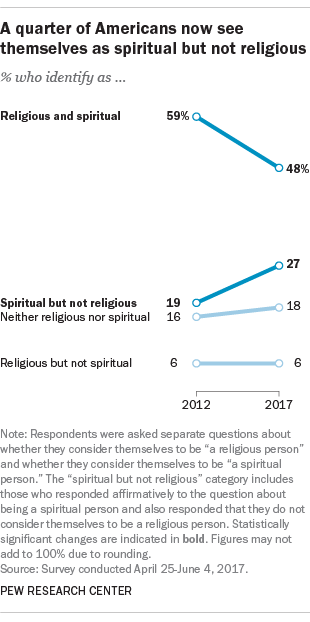 A quarter of Americans now see
themselves as spiritual but not religious
% who identify as ...
Religious and spiritual 59% 48%
27
Spiritual but not religious 19
18
Neither religious nor spiritual 16
Religious but not spiritual 6 6
2012 2017
Note: Respondents were asked separate questions about
whether they consider themselves to be “a religious person”
and whether they consider themselves to be “a spiritual
person.” The “spiritual but not religious” category includes
those who responded affirmatively to the question about
being a spiritual person and also responded that they do not
consider themselves to be a religious person. Statistically
significant changes are indicated in bold. Figures may not
add to 100% due to rounding.
Source: Survey conducted April 25-June 4, 2017.
PEW RESEARCH CENTER